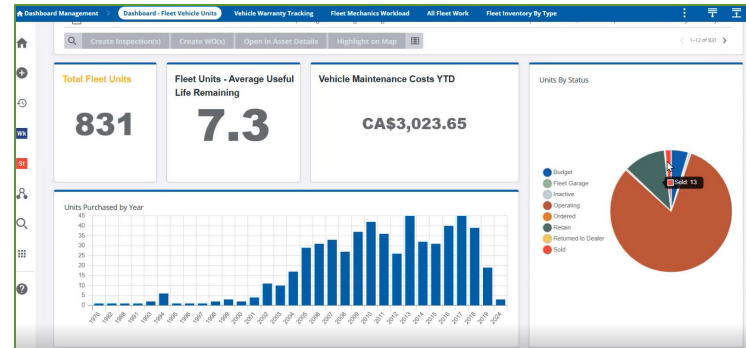 Dashboard Management
Dashboard - Fleet Vehicle Units
Vehicle Warranty Tracking
Fleet Mechanics Workload
All Fleet Work
Fleet Inventory By Type
Create Inspection(s)
Create WO(s)
Open in Asset Details
Highlight on Map
1-12 of 831
Wk
St
Total Fleet Units
831
Fleet Units - Average Useful
Life Remaining
7.3
Vehicle Maintenance Costs YTD
CA$3,023.65
Units By Status
Budget
Fleet Garage
Inactive
Operating
Ordered
Retain
Returned to Dealer
Sold
Sold: 13
Units Purchased by Year
45
40
35
30
25
20
15
10
5
0
1976
1982
1988
1991
1993
1994
1995
1996
1997
1998
1999
2000
2001
2002
2003
2004
2005
2006
2007
2008
2009
2010
2011
2012
2013
2014
2015
2016
2017
2018
2019
2024